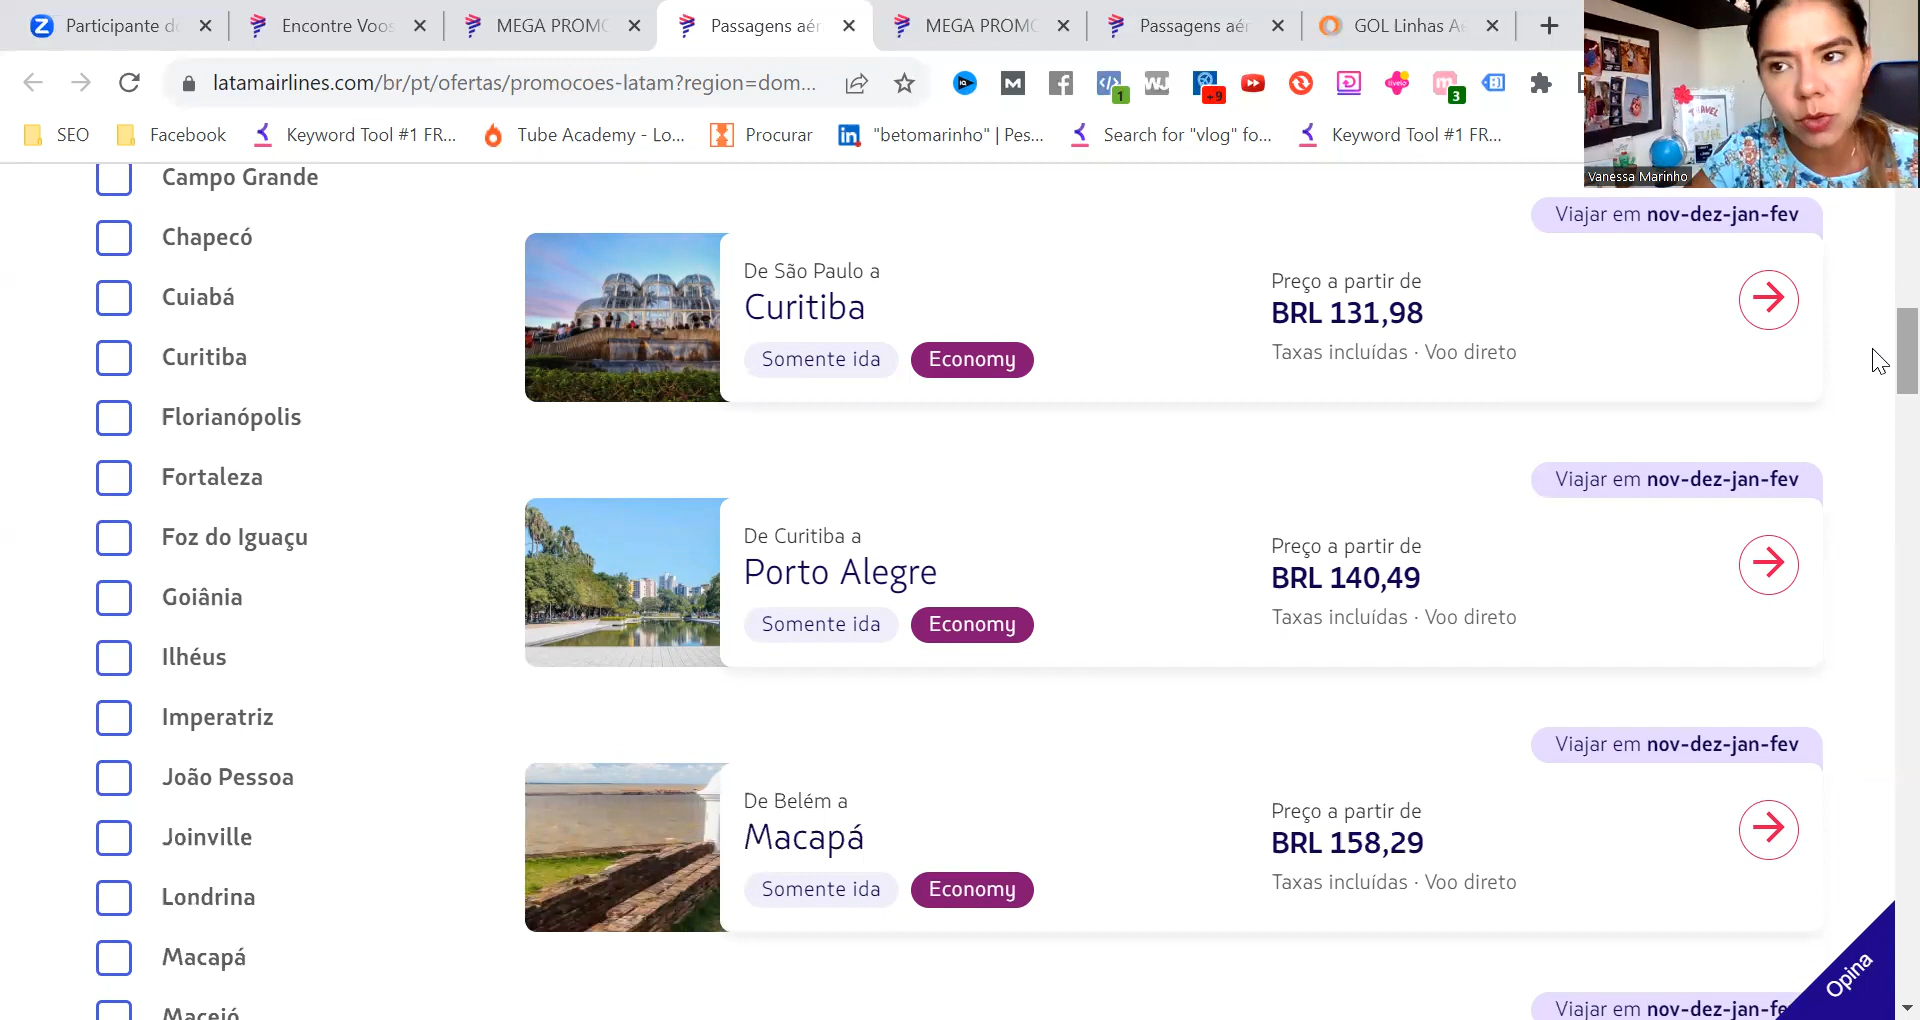 Participante d
Encontre Voos
MEGA PROMO
Passagens aér
MEGA PROMO
Passagens aér
GOL Linhas Aé
latamairlines.com/br/pt/ofertas/promocoes-latam?region=dom...
1
+9
3
SEO
Facebook
Keyword Tool #1 FR...
Tube Academy - Lo...
Procurar
"betomarinho" | Pes...
Search for "vlog" fo...
Keyword Tool #1 FR...
Vanessa Marinho
Campo Grande
Chapecó
Cuiabá
Curitiba
Florianópolis
Fortaleza
Foz do Iguaçu
Goiânia
Ilhéus
Imperatriz
João Pessoa
Joinville
Londrina
Macapá
Maceió
Viajar em nov-dez-jan-fev
De São Paulo a
Curitiba
Somente ida
Economy
Preço a partir de
BRL 131,98
Taxas incluídas · Voo direto
Viajar em nov-dez-jan-fev
De Curitiba a
Porto Alegre
Somente ida
Economy
Preço a partir de
BRL 140,49
Taxas incluídas · Voo direto
Viajar em nov-dez-jan-fev
De Belém a
Macapá
Somente ida
Economy
Preço a partir de
BRL 158,29
Taxas incluídas · Voo direto
Viajar em nov-dez-jan-fe
Opina